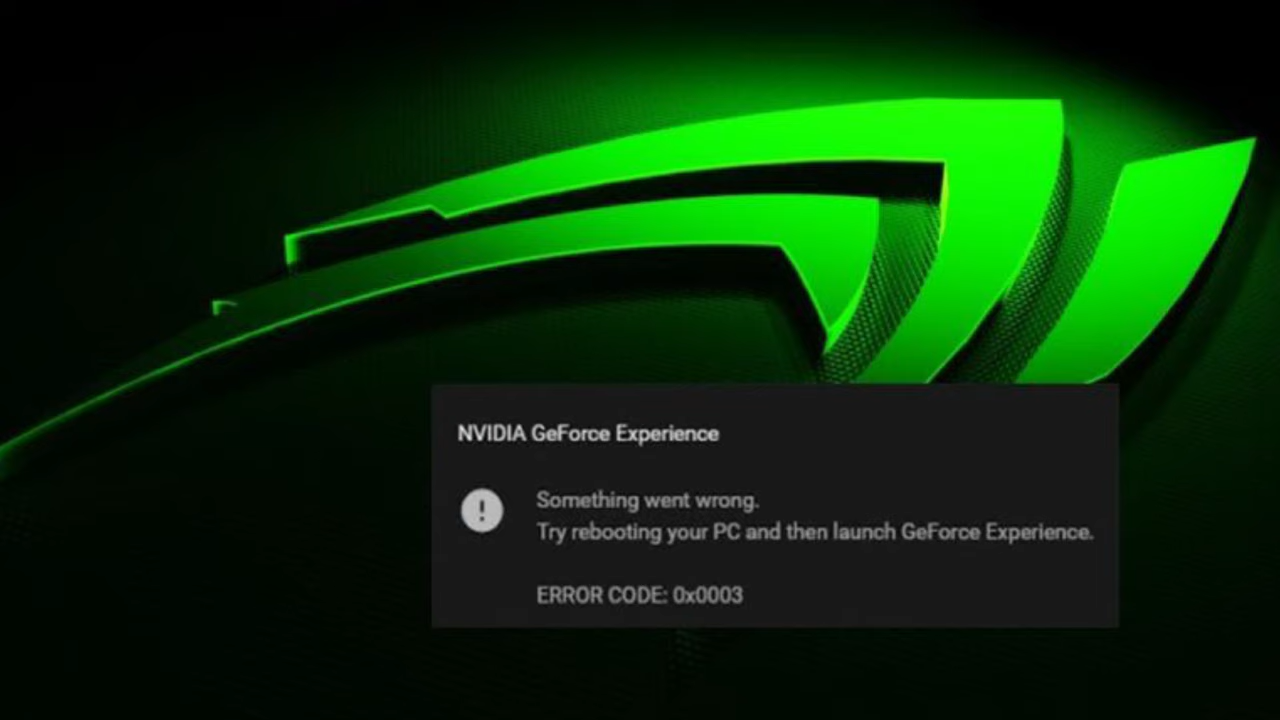 NVIDIA GeForce Experience
Something went wrong.
Try rebooting your PC and then launch GeForce Experience.
ERROR CODE: 0x0003